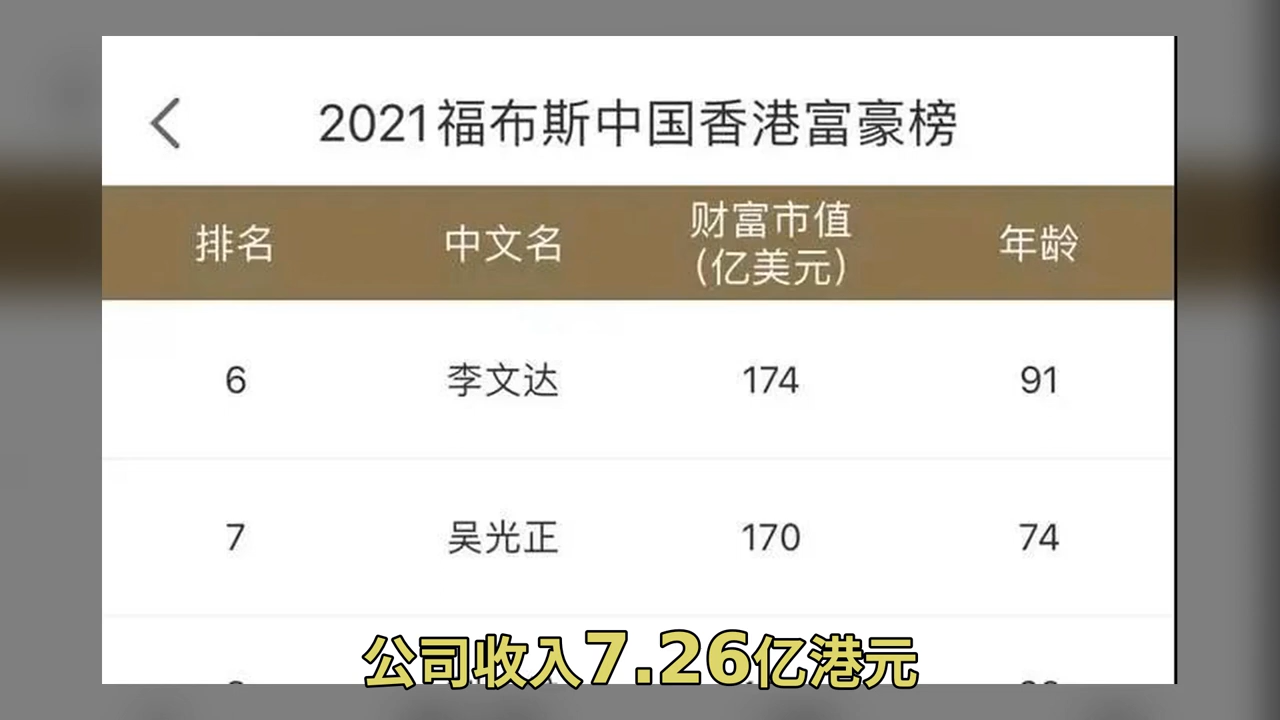 2021福布斯中国香港富豪榜
排名 中文名 财富市值 年龄
(亿美元)
6 李文达 174 91
7 吴光正 170 74
公司收入7.26亿港元